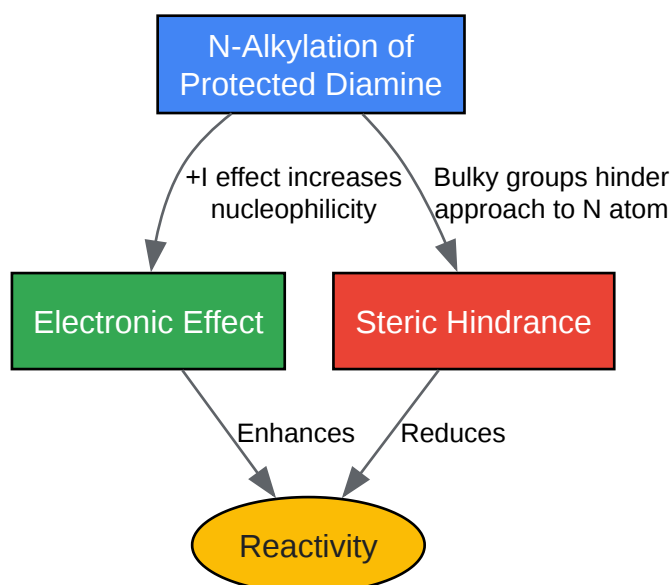 N-Alkylation of
Protected Diamine
+I effect increases
nucleophilicity
Bulky groups hinder
approach to N atom
Electronic Effect
Steric Hindrance
Enhances
Reduces
Reactivity